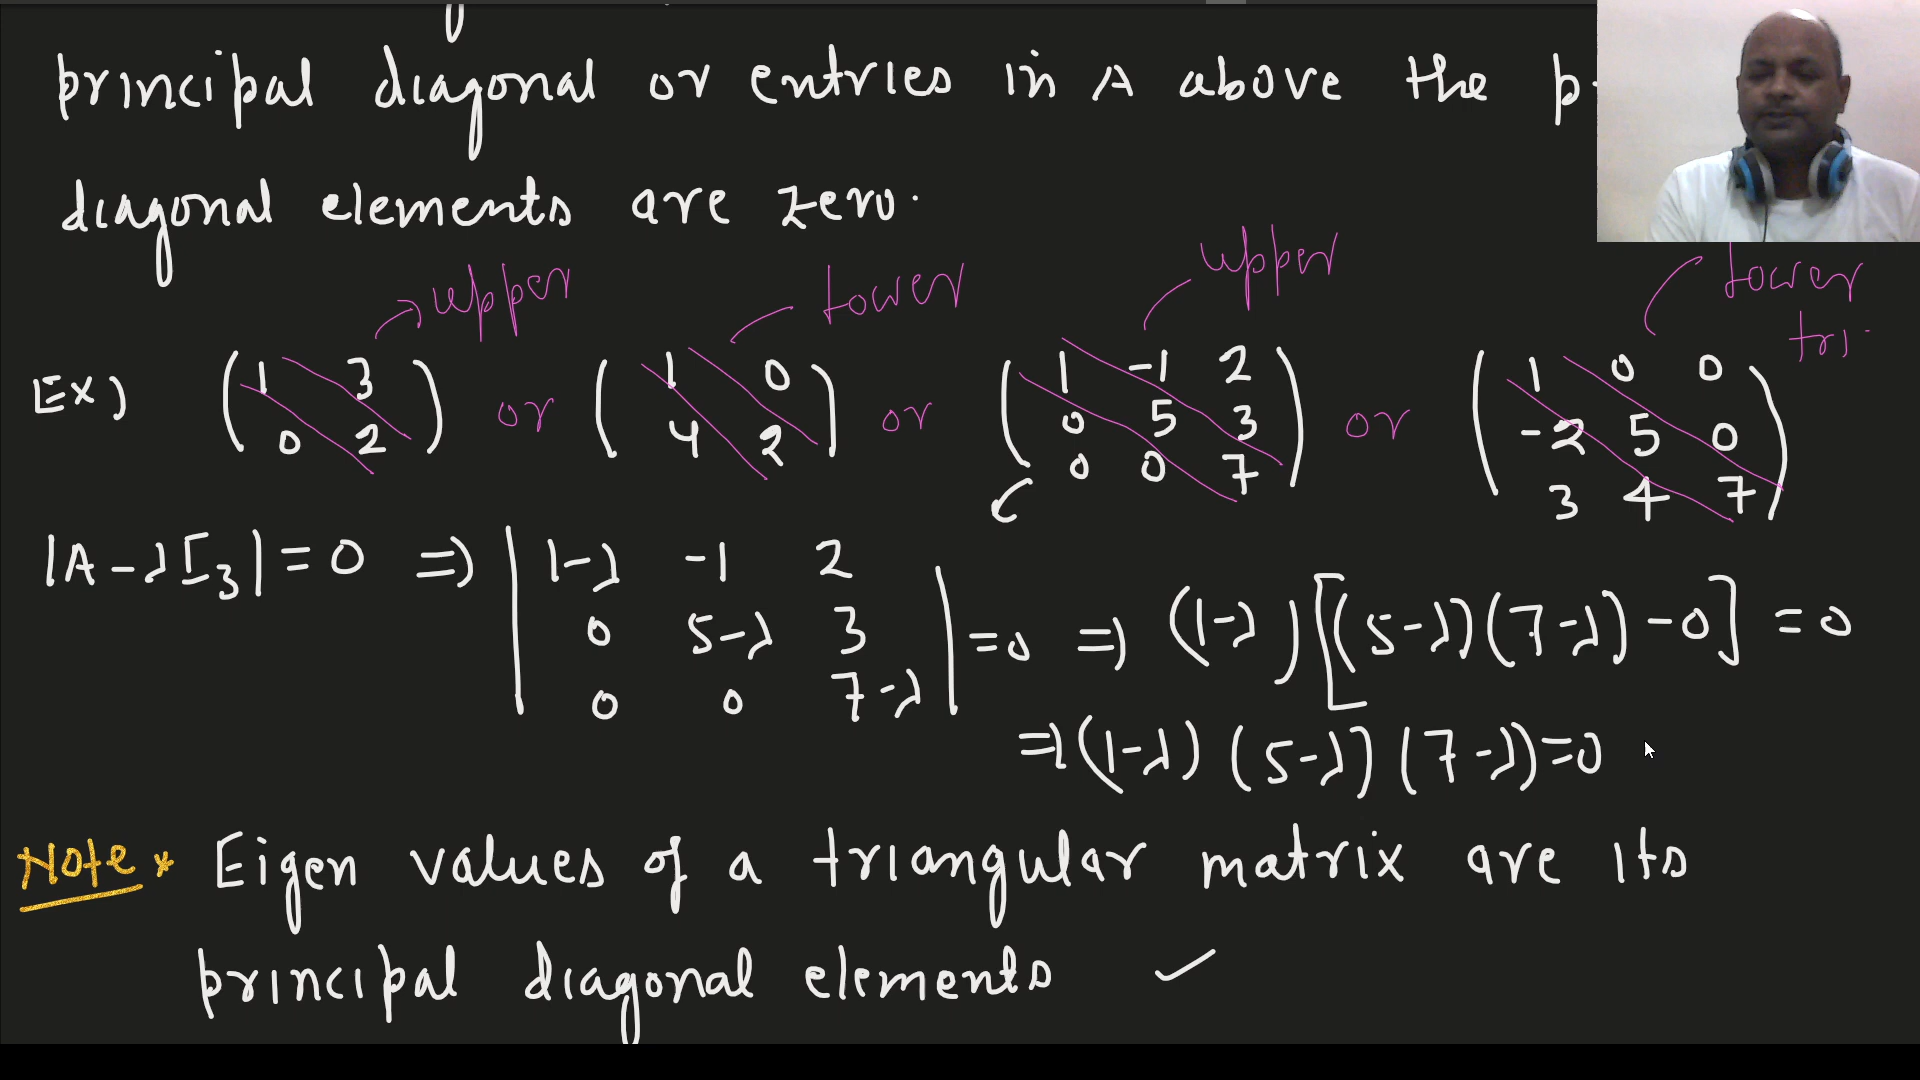 principal diagonal or entries in A above the p
diagonal elements are zero.
upper lower upper lower tri.
Ex) (1 3; 0 2) or (1 0; 4 2) or (1 -1 2; 0 5 3; 0 0 7) or (1 0 0; -2 5 0; 3 4 7)
|A-λI₃| = 0 ⇒ |1-λ -1 2; 0 5-λ 3; 0 0 7-λ| = 0 ⇒ (1-λ)[(5-λ)(7-λ)-0] = 0
⇒ (1-λ) (5-λ) (7-λ) = 0
Note * Eigen values of a triangular matrix are its
principal diagonal elements ✓